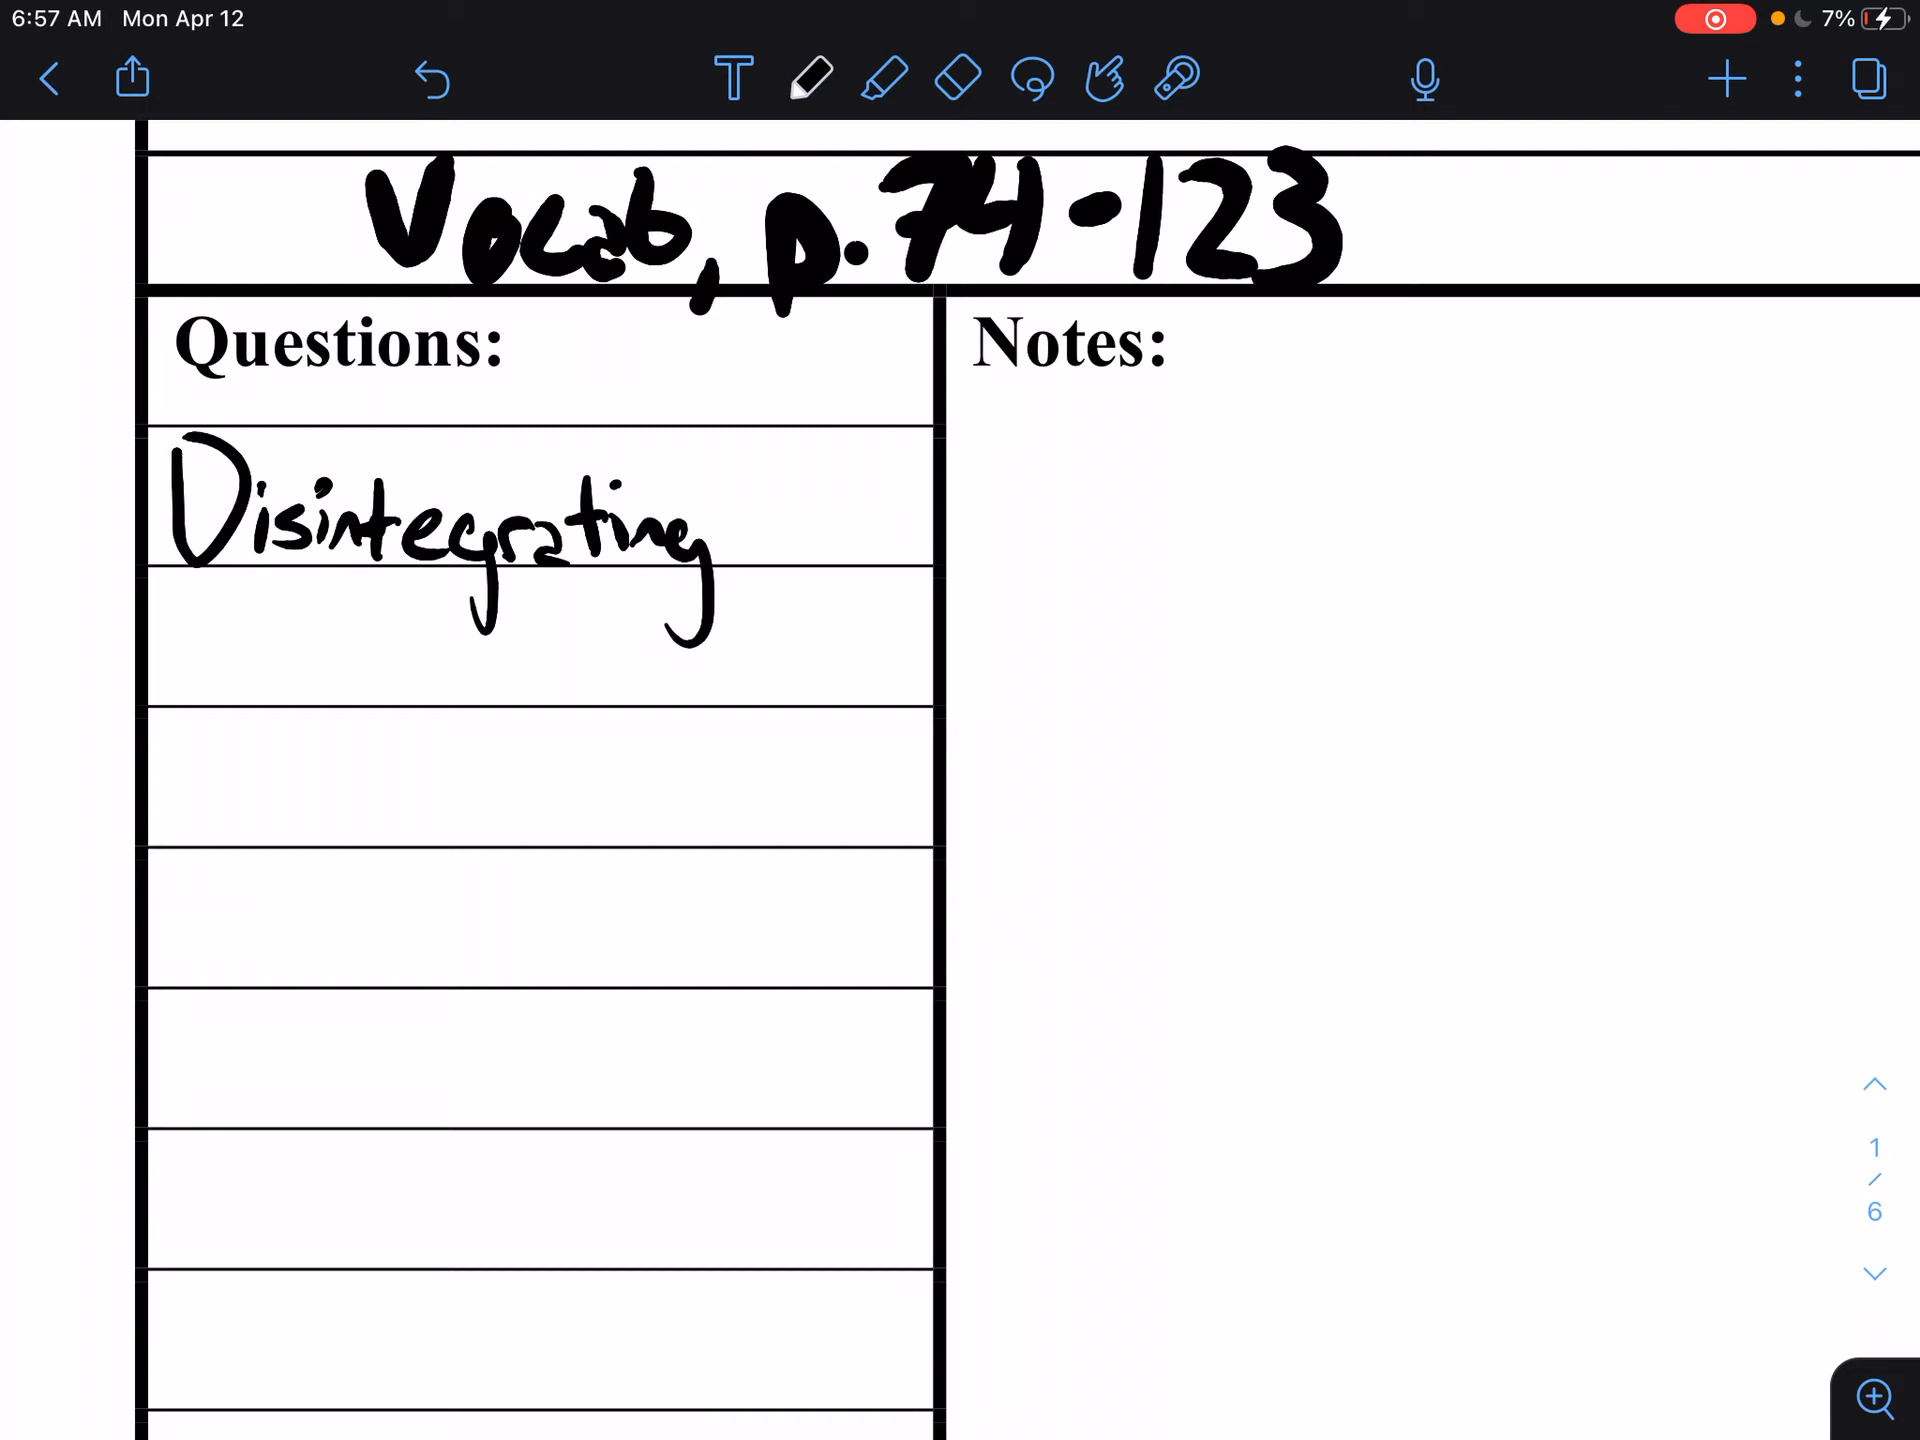 6:57 AM Mon Apr 12 7%
Vocab, p. 74-123
Questions: Notes:
Disintegrating
1
/
6